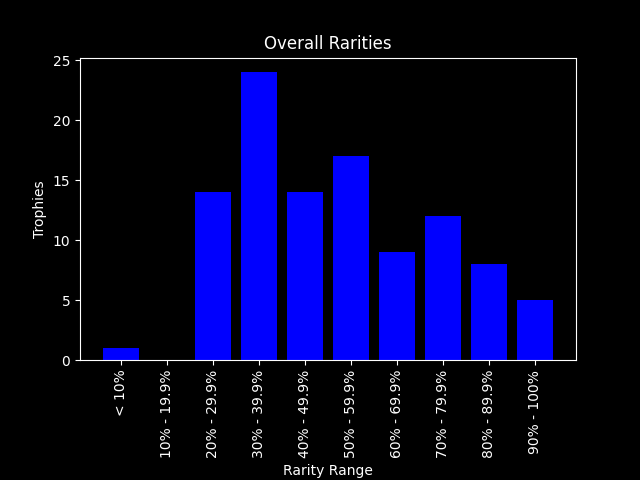 Overall Rarities
25
20
15
10
5
0
Trophies
< 10%
10% - 19.9%
20% - 29.9%
30% - 39.9%
40% - 49.9%
50% - 59.9%
60% - 69.9%
70% - 79.9%
80% - 89.9%
90% - 100%
Rarity Range